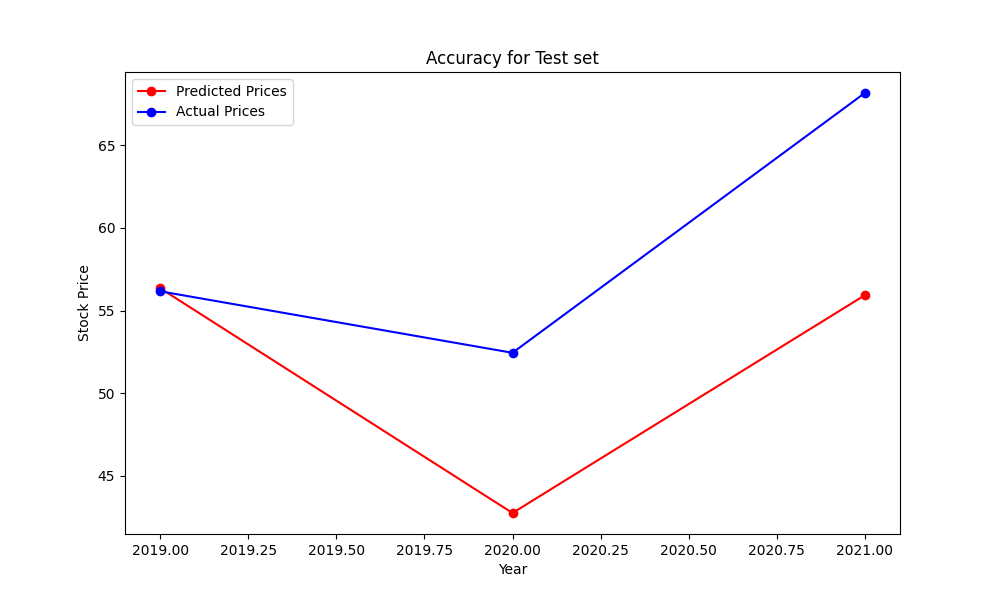 Accuracy for Test set
Predicted Prices
Actual Prices
Stock Price
65
60
55
50
45
2019.00 2019.25 2019.50 2019.75 2020.00 2020.25 2020.50 2020.75 2021.00
Year